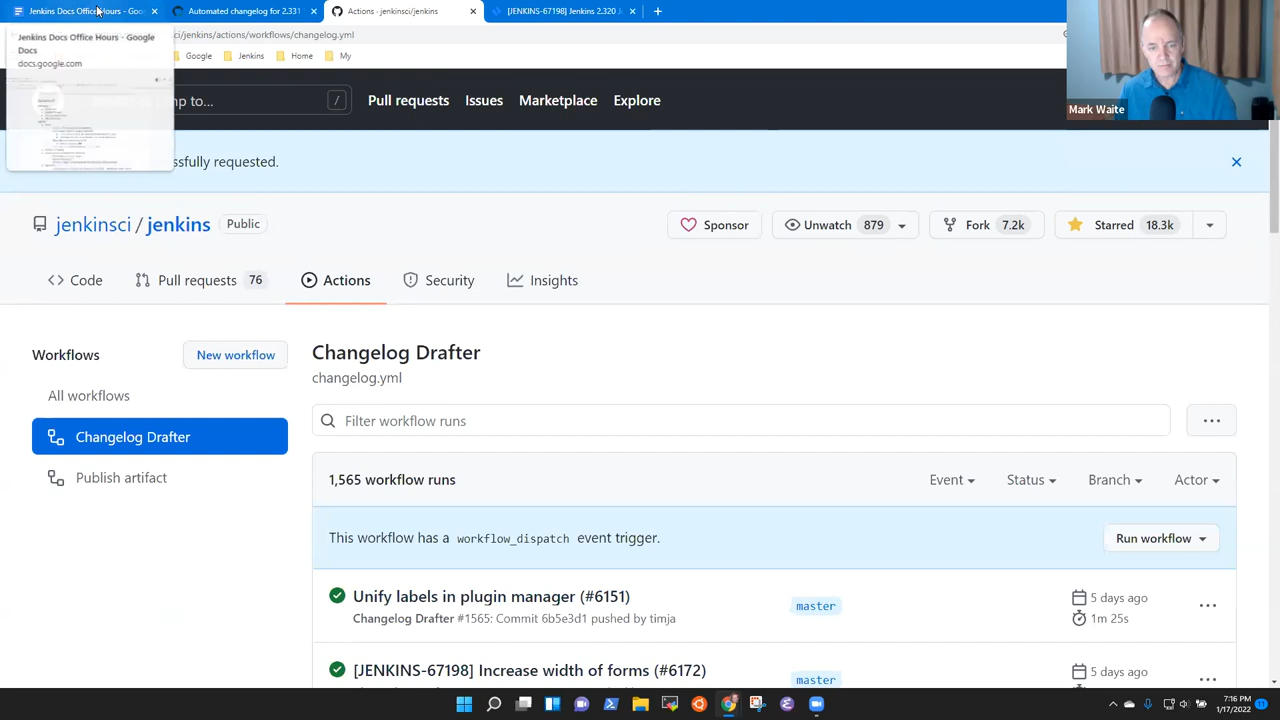 Jenkins Docs Office Hours - Goo
Automated changelog for 2.331
Actions · jenkinsci/jenkins
[JENKINS-67198] Jenkins 2.320 J
Jenkins Docs Office Hours - Google
Docs
docs.google.com
sci/jenkins/actions/workflows/changelog.yml
Google
Jenkins
Home
My
to...
/
Pull requests
Issues
Marketplace
Explore
Mark Waite
ssfully requested.
jenkinsci / jenkins
Public
Sponsor
Unwatch 879
Fork 7.2k
Starred 18.3k
Code
Pull requests 76
Actions
Security
Insights
Workflows
New workflow
All workflows
Changelog Drafter
Publish artifact
Changelog Drafter
changelog.yml
Filter workflow runs
1,565 workflow runs
Event
Status
Branch
Actor
This workflow has a workflow_dispatch event trigger.
Run workflow
Unify labels in plugin manager (#6151)
Changelog Drafter #1565: Commit 6b5e3d1 pushed by timja
master
5 days ago
1m 25s
[JENKINS-67198] Increase width of forms (#6172)
master
5 days ago
7:16 PM
1/17/2022